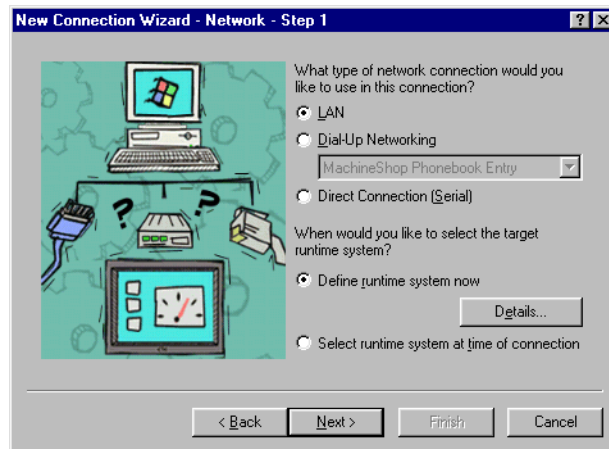 New Connection Wizard - Network - Step 1
What type of network connection would you
like to use in this connection?
LAN
Dial-Up Networking
MachineShop Phonebook Entry
Direct Connection (Serial)
When would you like to select the target
runtime system?
Define runtime system now
Details...
Select runtime system at time of connection
< Back
Next >
Finish
Cancel